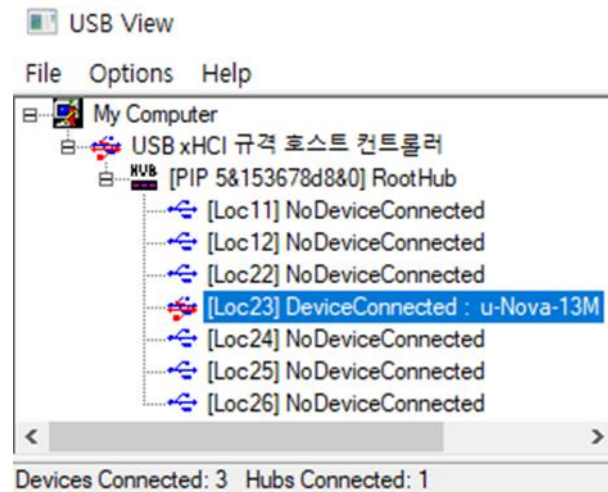 USB View
File Options Help
My Computer
USB xHCI 규격 호스트 컨트롤러
HUB [PIP 5&153678d8&0] RootHub
[Loc11] NoDeviceConnected
[Loc12] NoDeviceConnected
[Loc22] NoDeviceConnected
[Loc23] DeviceConnected : u-Nova-13M
[Loc24] NoDeviceConnected
[Loc25] NoDeviceConnected
[Loc26] NoDeviceConnected
Devices Connected: 3 Hubs Connected: 1